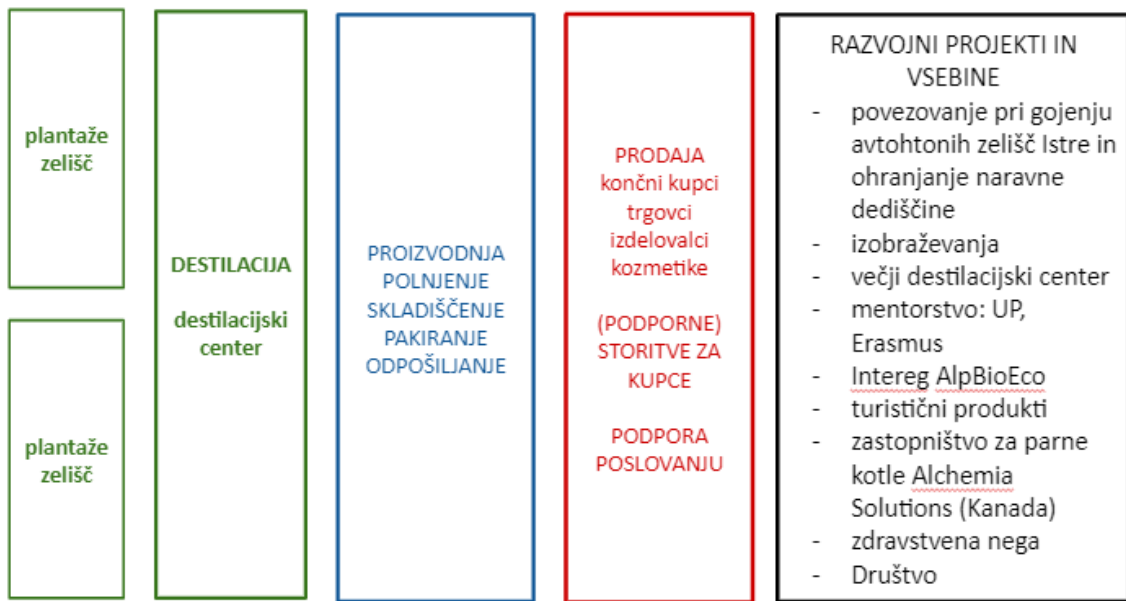 plantaže
zelišč
plantaže
zelišč
DESTILACIJA
destilacijski
center
PROIZVODNJA
POLNJENJE
SKLADIŠČENJE
PAKIRANJE
ODPOŠILJANJE
PRODAJA
končni kupci
trgovci
izdelovalci
kozmetike
(PODPORNE)
STORITVE ZA
KUPCE
PODPORA
POSLOVANJU
RAZVOJNI PROJEKTI IN
VSEBINE
- povezovanje pri gojenju
avtohtonih zelišč Istre in
ohranjanje naravne
dediščine
- izobraževanja
- večji destilacijski center
- mentorstvo: UP,
Erasmus
- Intereg AlpBioEco
- turistični produkti
- zastopništvo za parne
kotle Alchemia
Solutions (Kanada)
- zdravstvena nega
- Društvo